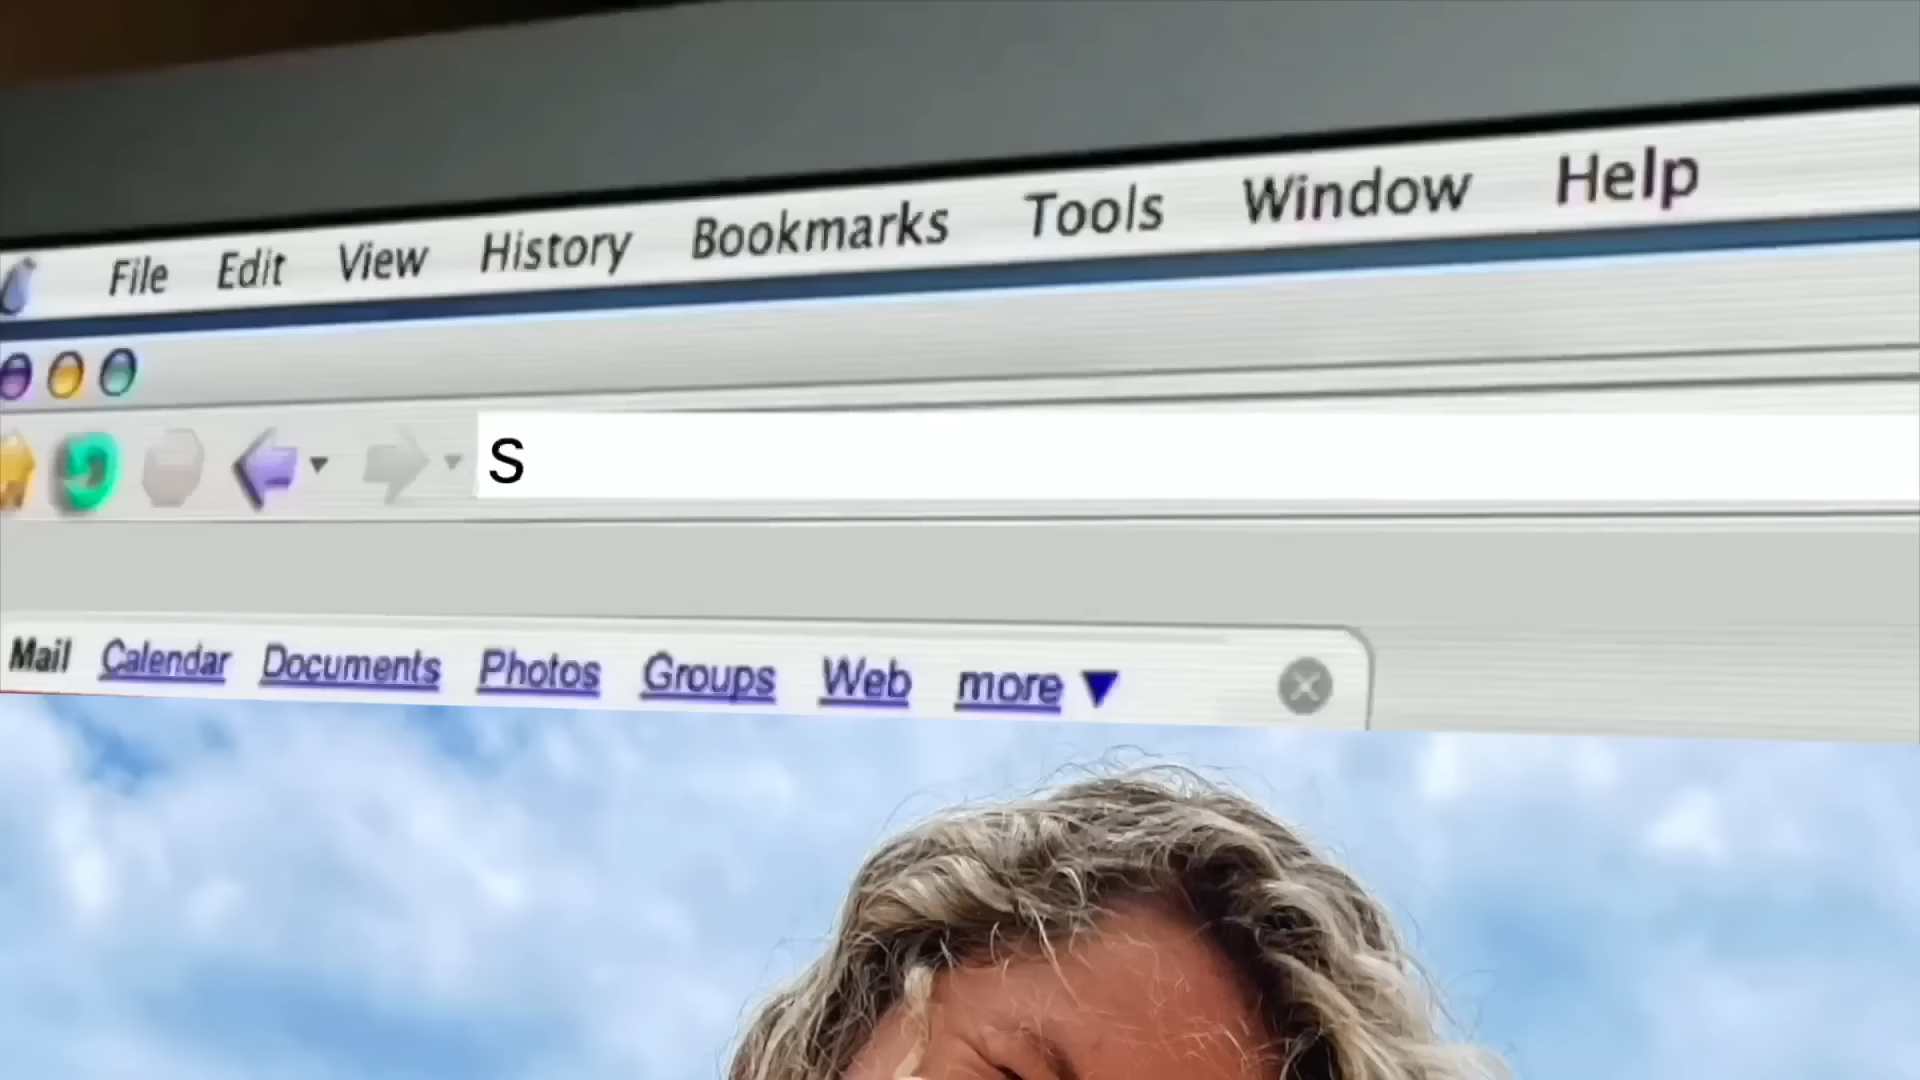 File Edit View History Bookmarks Tools Window Help
S
Mail Calendar Documents Photos Groups Web more ▼